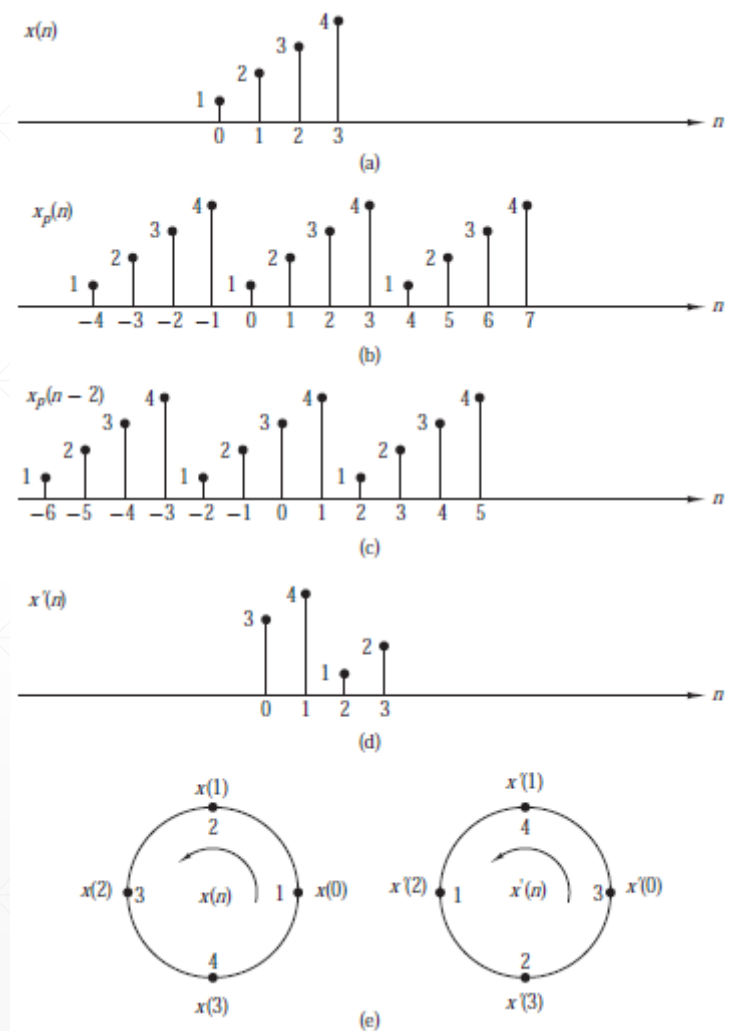 x(n)
4
3
2
1
n
0 1 2 3
(a)
x_p(n)
4 4 4
3 3 3
2 2 2
1 1 1
n
−4 −3 −2 −1 0 1 2 3 4 5 6 7
(b)
x_p(n − 2)
4 4 4
3 3 3
2 2 2
1 1 1
n
−6 −5 −4 −3 −2 −1 0 1 2 3 4 5
(c)
x'(n)
4
3
2
1
n
0 1 2 3
(d)
x(1) x'(1)
2 4
x(2) 3 x(n) 1 x(0) x'(2) 1 x'(n) 3 x'(0)
4 2
x(3) x'(3)
(e)